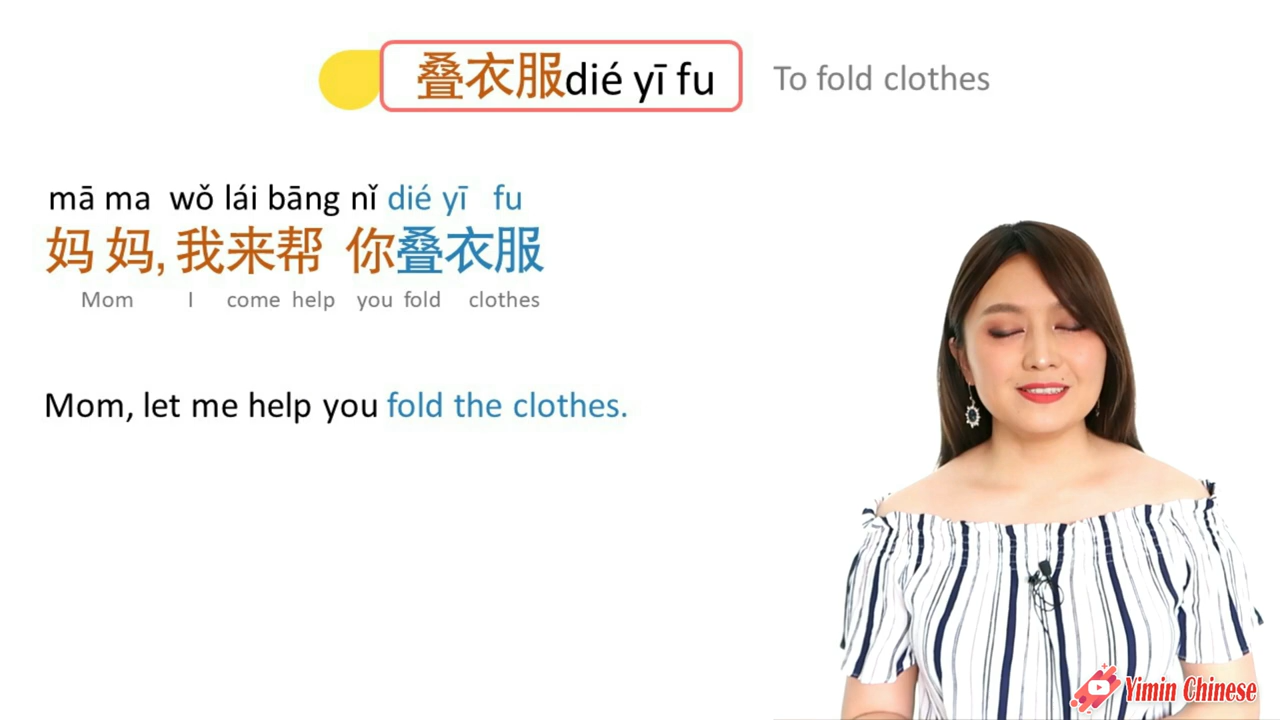 叠衣服dié yī fu To fold clothes
mā ma wǒ lái bāng nǐ dié yī fu
妈 妈, 我来帮 你叠衣服
Mom I come help you fold clothes
Mom, let me help you fold the clothes.
Yimin Chinese